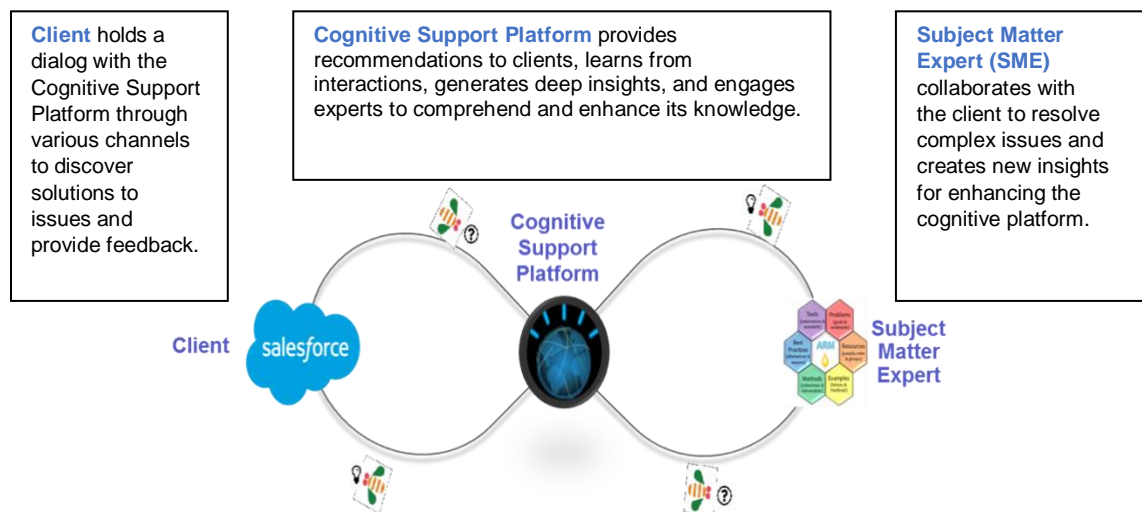 Client holds a
dialog with the
Cognitive Support
Platform through
various channels
to discover
solutions to
issues and
provide feedback.
Cognitive Support Platform provides
recommendations to clients, learns from
interactions, generates deep insights, and engages
experts to comprehend and enhance its knowledge.
Subject Matter
Expert (SME)
collaborates with
the client to resolve
complex issues and
creates new insights
for enhancing the
cognitive platform.
?
Cognitive
Support
Platform
Client
salesforce
Tools
Problems
Best
Practices
ARM
Resources
Methods
Examples
Subject
Matter
Expert
?